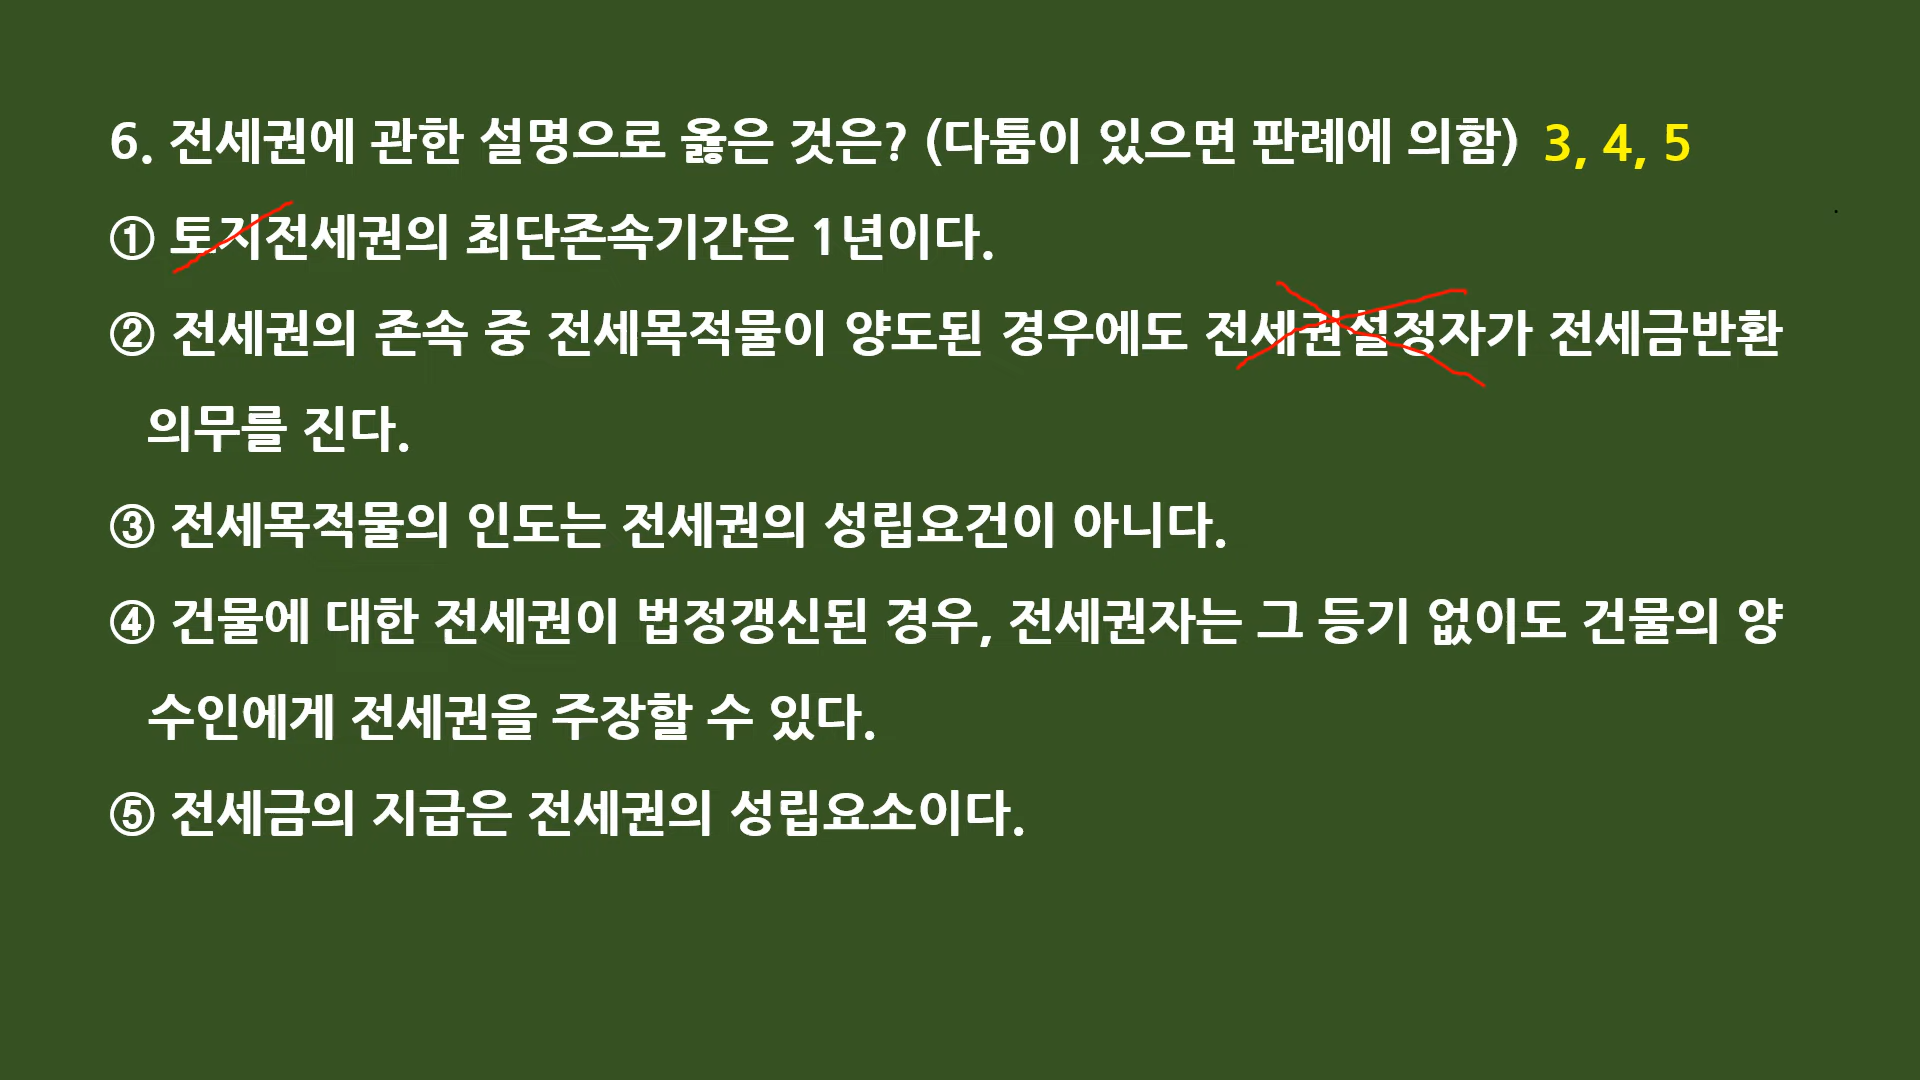 6. 전세권에 관한 설명으로 옳은 것은? (다툼이 있으면 판례에 의함) 3, 4, 5
① 토지전세권의 최단존속기간은 1년이다.
② 전세권의 존속 중 전세목적물이 양도된 경우에도 전세권설정자가 전세금반환
의무를 진다.
③ 전세목적물의 인도는 전세권의 성립요건이 아니다.
④ 건물에 대한 전세권이 법정갱신된 경우, 전세권자는 그 등기 없이도 건물의 양
수인에게 전세권을 주장할 수 있다.
⑤ 전세금의 지급은 전세권의 성립요소이다.